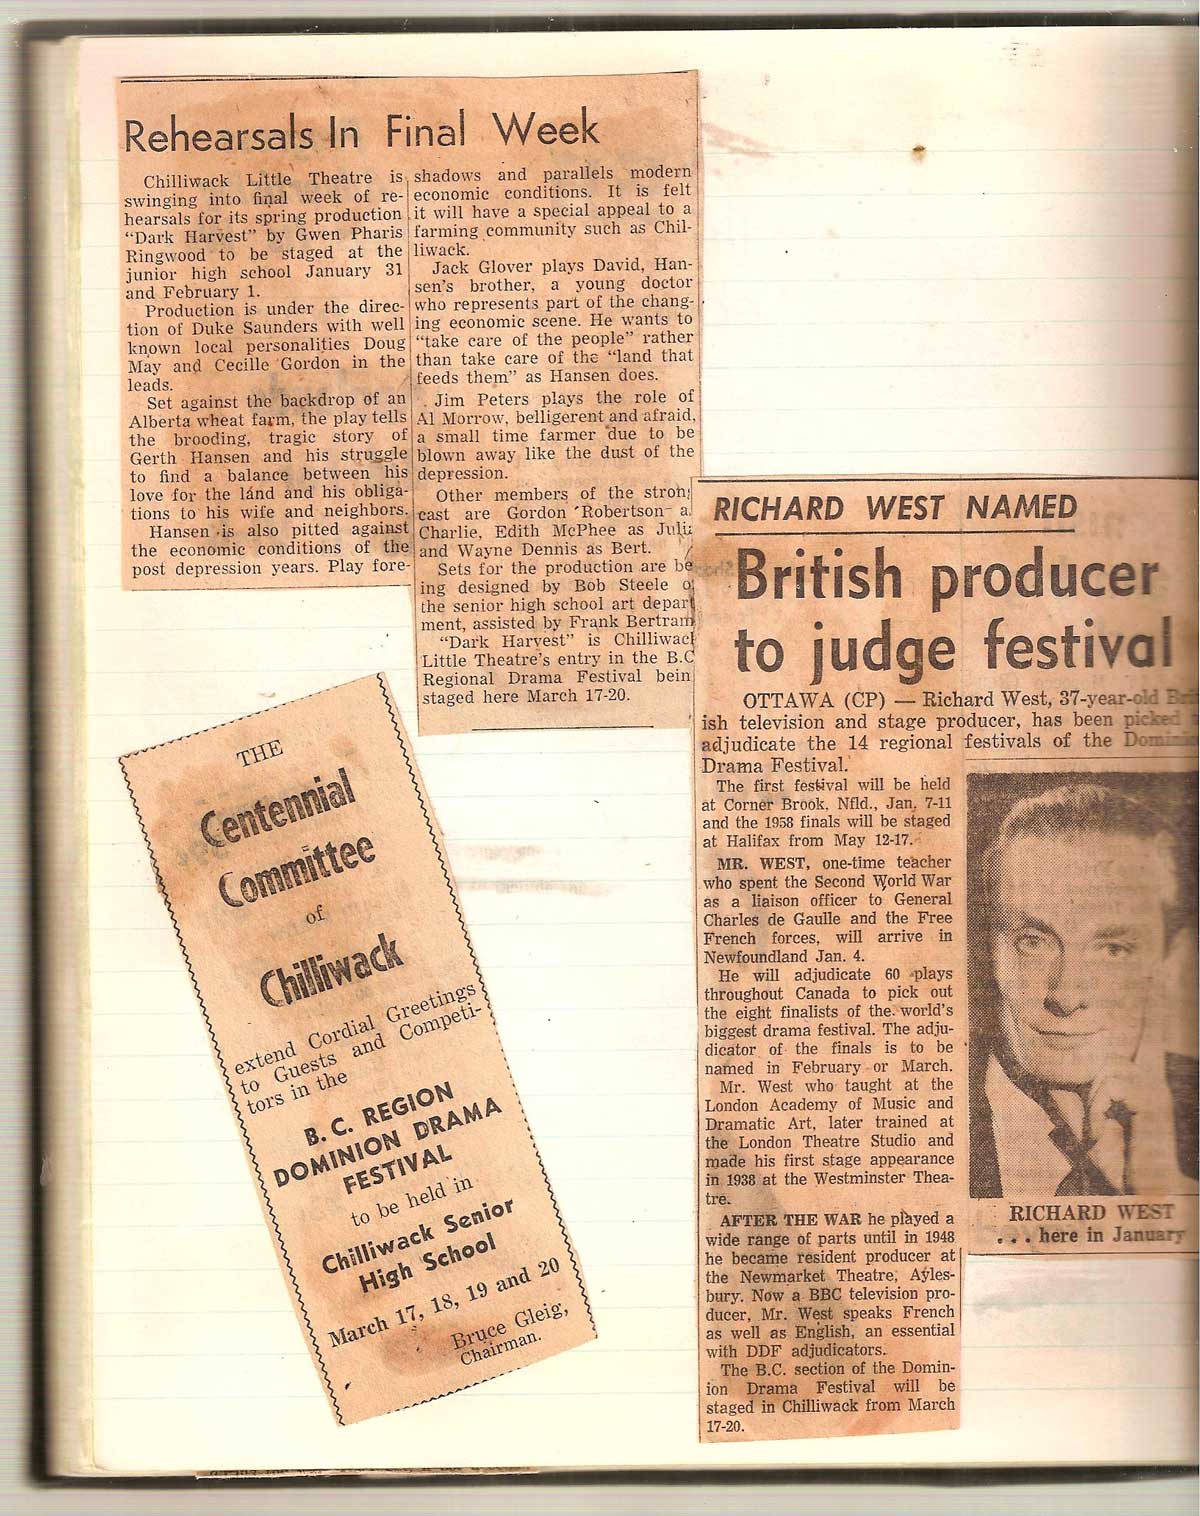 Rehearsals In Final Week
Chilliwack Little Theatre is
swinging into final week of re-
hearsals for its spring production
“Dark Harvest” by Gwen Pharis
Ringwood to be staged at the
junior high school January 31
and February 1.
Production is under the direc-
tion of Duke Saunders with well
known local personalities Doug
May and Cecille Gordon in the
leads.
Set against the backdrop of an
Alberta wheat farm, the play tells
the brooding, tragic story of
Gerth Hansen and his struggle
to find a balance between his
love for the land and his obliga-
tions to his wife and neighbors.
Hansen is also pitted against
the economic conditions of the
post depression years. Play fore-
shadows and parallels modern
economic conditions. It is felt
it will have a special appeal to a
farming community such as Chil-
liwack.
Jack Glover plays David, Han-
sen's brother, a young doctor
who represents part of the chang-
ing economic scene. He wants to
“take care of the people” rather
than take care of the “land that
feeds them” as Hansen does.
Jim Peters plays the role of
Al Morrow, belligerent and afraid,
a small time farmer due to be
blown away like the dust of the
depression.
Other members of the strong
cast are Gordon Robertson a
Charlie, Edith McPhee as Julia
and Wayne Dennis as Bert.
Sets for the production are be
ing designed by Bob Steele o
the senior high school art depart
ment, assisted by Frank Bertram
“Dark Harvest” is Chilliwac
Little Theatre's entry in the B.C
Regional Drama Festival bein
staged here March 17-20.
RICHARD WEST NAMED
British producer
to judge festival
OTTAWA (CP) — Richard West, 37-year-old Brit
ish television and stage producer, has been picked
adjudicate the 14 regional festivals of the Dominio
Drama Festival.
The first festival will be held
at Corner Brook, Nfld., Jan. 7-11
and the 1958 finals will be staged
at Halifax from May 12-17.
MR. WEST, one-time teacher
who spent the Second World War
as a liaison officer to General
Charles de Gaulle and the Free
French forces, will arrive in
Newfoundland Jan. 4.
He will adjudicate 60 plays
throughout Canada to pick out
the eight finalists of the world's
biggest drama festival. The adju-
dicator of the finals is to be
named in February or March.
Mr. West who taught at the
London Academy of Music and
Dramatic Art, later trained at
the London Theatre Studio and
made his first stage appearance
in 1938 at the Westminster Thea-
tre.
AFTER THE WAR he played a
wide range of parts until in 1948
he became resident producer at
the Newmarket Theatre, Ayles-
bury. Now a BBC television pro-
ducer, Mr. West speaks French
as well as English, an essential
with DDF adjudicators.
The B.C. section of the Domin-
ion Drama Festival will be
staged in Chilliwack from March
17-20.
RICHARD WEST
. . . here in January
THE
Centennial
Committee
of
Chilliwack
extend Cordial Greetings
to Guests and Competi-
tors in the
B. C. REGION
DOMINION DRAMA
FESTIVAL
to be held in
Chilliwack Senior
High School
March 17, 18, 19 and 20
Bruce Gleig,
Chairman.